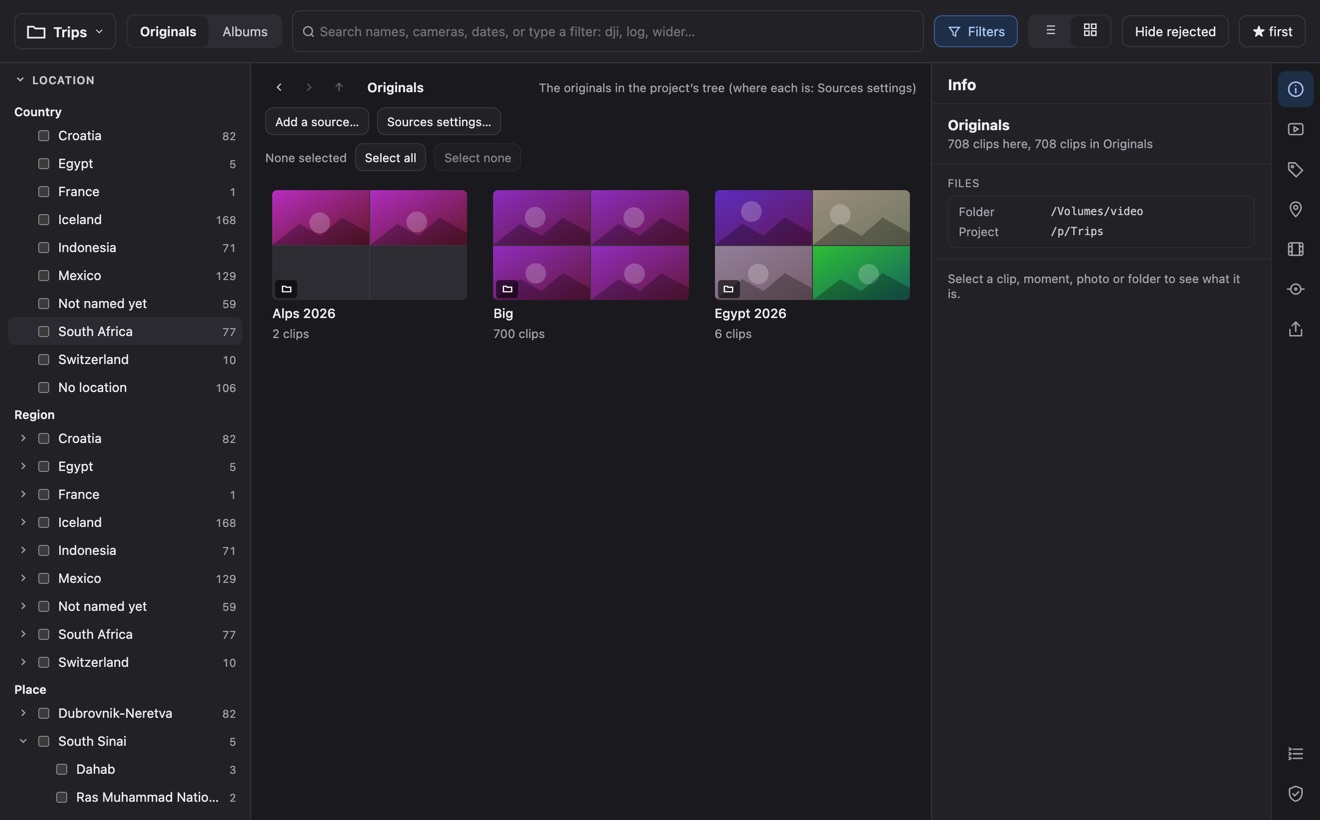 Trips
Originals
Albums
Search names, cameras, dates, or type a filter: dji, log, wider...
Filters
Hide rejected
★ first
LOCATION
Country
Croatia 82
Egypt 5
France 1
Iceland 168
Indonesia 71
Mexico 129
Not named yet 59
South Africa 77
Switzerland 10
No location 106
Region
Croatia 82
Egypt 5
France 1
Iceland 168
Indonesia 71
Mexico 129
Not named yet 59
South Africa 77
Switzerland 10
Place
Dubrovnik-Neretva 82
South Sinai 5
Dahab 3
Ras Muhammad Natio... 2
Originals
The originals in the project's tree (where each is: Sources settings)
Add a source...
Sources settings...
None selected
Select all
Select none
Alps 2026
2 clips
Big
700 clips
Egypt 2026
6 clips
Info
Originals
708 clips here, 708 clips in Originals
FILES
Folder /Volumes/video
Project /p/Trips
Select a clip, moment, photo or folder to see what it
is.